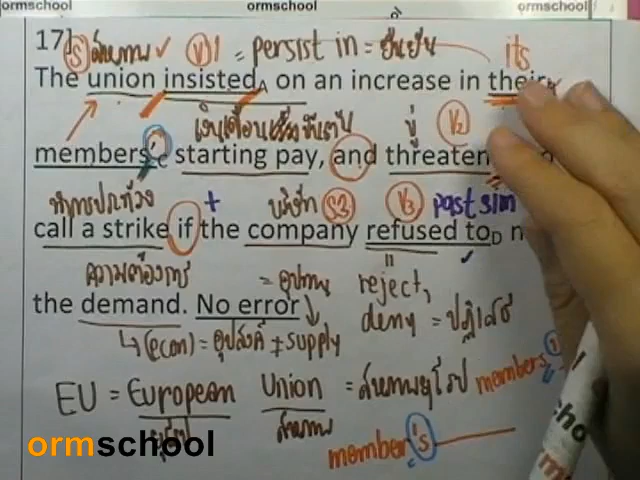 ormschool ormschool ormschool
17) S สหภาพ ✓ V1 = persist in = ยืนยัน its
The union insisted A on an increase in their
เงินเดือนเริ่มต้น ขู่ V2
members' C starting pay, and threaten
ทำการประท้วง + บริษัท S3 V3 past sim
call a strike if the company refused to D
ความต้องการ = อุปทาน reject,
the demand. No error deny = ปฏิเสธ
↳ (econ) = อุปสงค์ ≠ supply
EU = European Union = สหภาพยุโรป members'
ยุโรป สหภาพ
ormschool member's